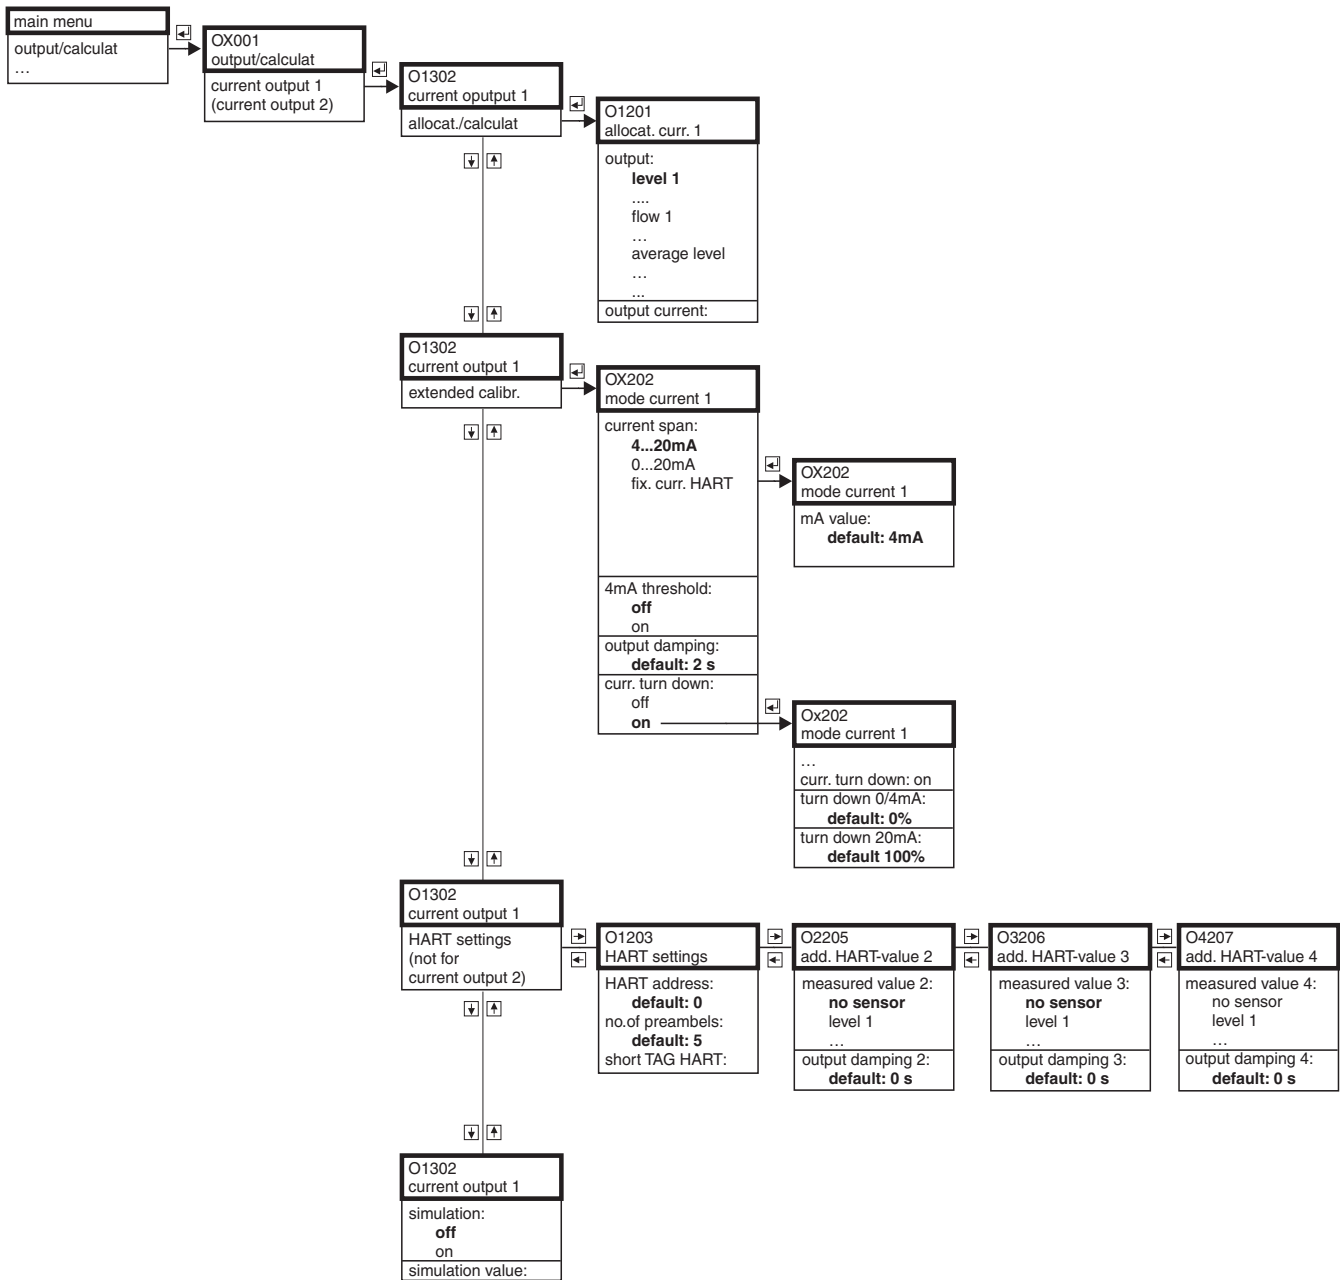 main menu
output/calculat
…
OX001
output/calculat
current output 1
(current output 2)
O1302
current oputput 1
allocat./calculat
O1201
allocat. curr. 1
output:
level 1
....
flow 1
…
average level
…
...
output current:
O1302
current output 1
extended calibr.
OX202
mode current 1
current span:
4...20mA
0...20mA
fix. curr. HART
4mA threshold:
off
on
output damping:
default: 2 s
curr. turn down:
off
on
OX202
mode current 1
mA value:
default: 4mA
Ox202
mode current 1
…
curr. turn down: on
turn down 0/4mA:
default: 0%
turn down 20mA:
default 100%
O1302
current output 1
HART settings
(not for
current output 2)
O1203
HART settings
HART address:
default: 0
no.of preambels:
default: 5
short TAG HART:
O2205
add. HART-value 2
measured value 2:
no sensor
level 1
…
output damping 2:
default: 0 s
O3206
add. HART-value 3
measured value 3:
no sensor
level 1
…
output damping 3:
default: 0 s
O4207
add. HART-value 4
measured value 4:
no sensor
level 1
…
output damping 4:
default: 0 s
O1302
current output 1
simulation:
off
on
simulation value: